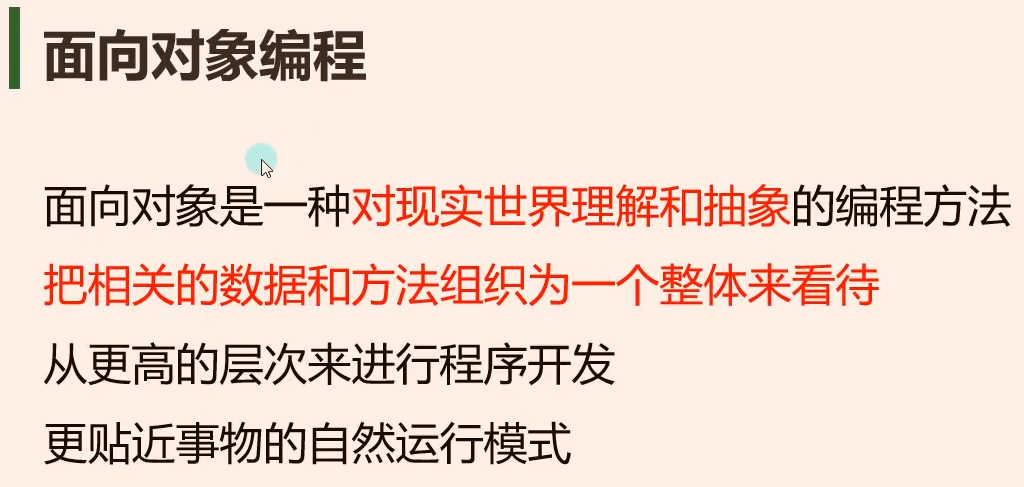 面向对象编程
面向对象是一种对现实世界理解和抽象的编程方法
把相关的数据和方法组织为一个整体来看待
从更高的层次来进行程序开发
更贴近事物的自然运行模式